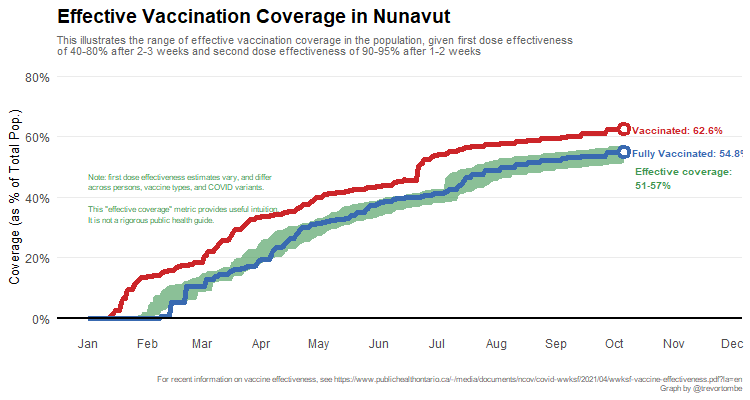 Effective Vaccination Coverage in Nunavut
This illustrates the range of effective vaccination coverage in the population, given first dose effectiveness
of 40-80% after 2-3 weeks and second dose effectiveness of 90-95% after 1-2 weeks
Coverage (as % of Total Pop.)
80%
60%
40%
20%
0%
Note: first dose effectiveness estimates vary, and differ
across persons, vaccine types, and COVID variants.
This "effective coverage" metric provides useful intuition.
It is not a rigorous public health guide.
Vaccinated: 62.6%
Fully Vaccinated: 54.8%
Effective coverage:
51-57%
Jan Feb Mar Apr May Jun Jul Aug Sep Oct Nov Dec
For recent information on vaccine effectiveness, see https://www.publichealthontario.ca/-/media/documents/ncov/covid-wwksf/2021/04/wwksf-vaccine-effectiveness.pdf?la=en
Graph by @trevortombe